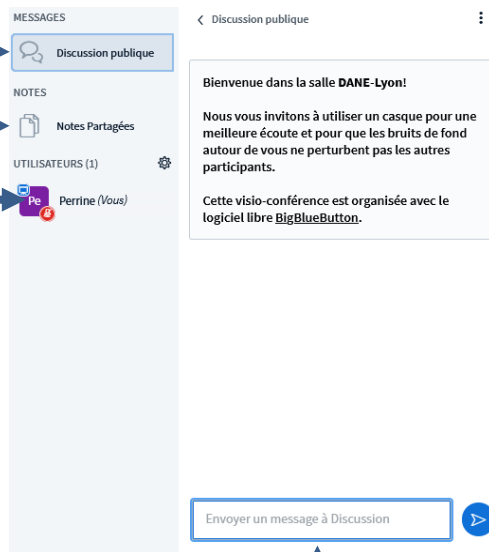 MESSAGES
Discussion publique
NOTES
Notes Partagées
UTILISATEURS (1)
Pe
Perrine (Vous)
Discussion publique
Bienvenue dans la salle DANE-Lyon!
Nous vous invitons à utiliser un casque pour une
meilleure écoute et pour que les bruits de fond
autour de vous ne perturbent pas les autres
participants.
Cette visio-conférence est organisée avec le
logiciel libre BigBlueButton.
Envoyer un message à Discussion